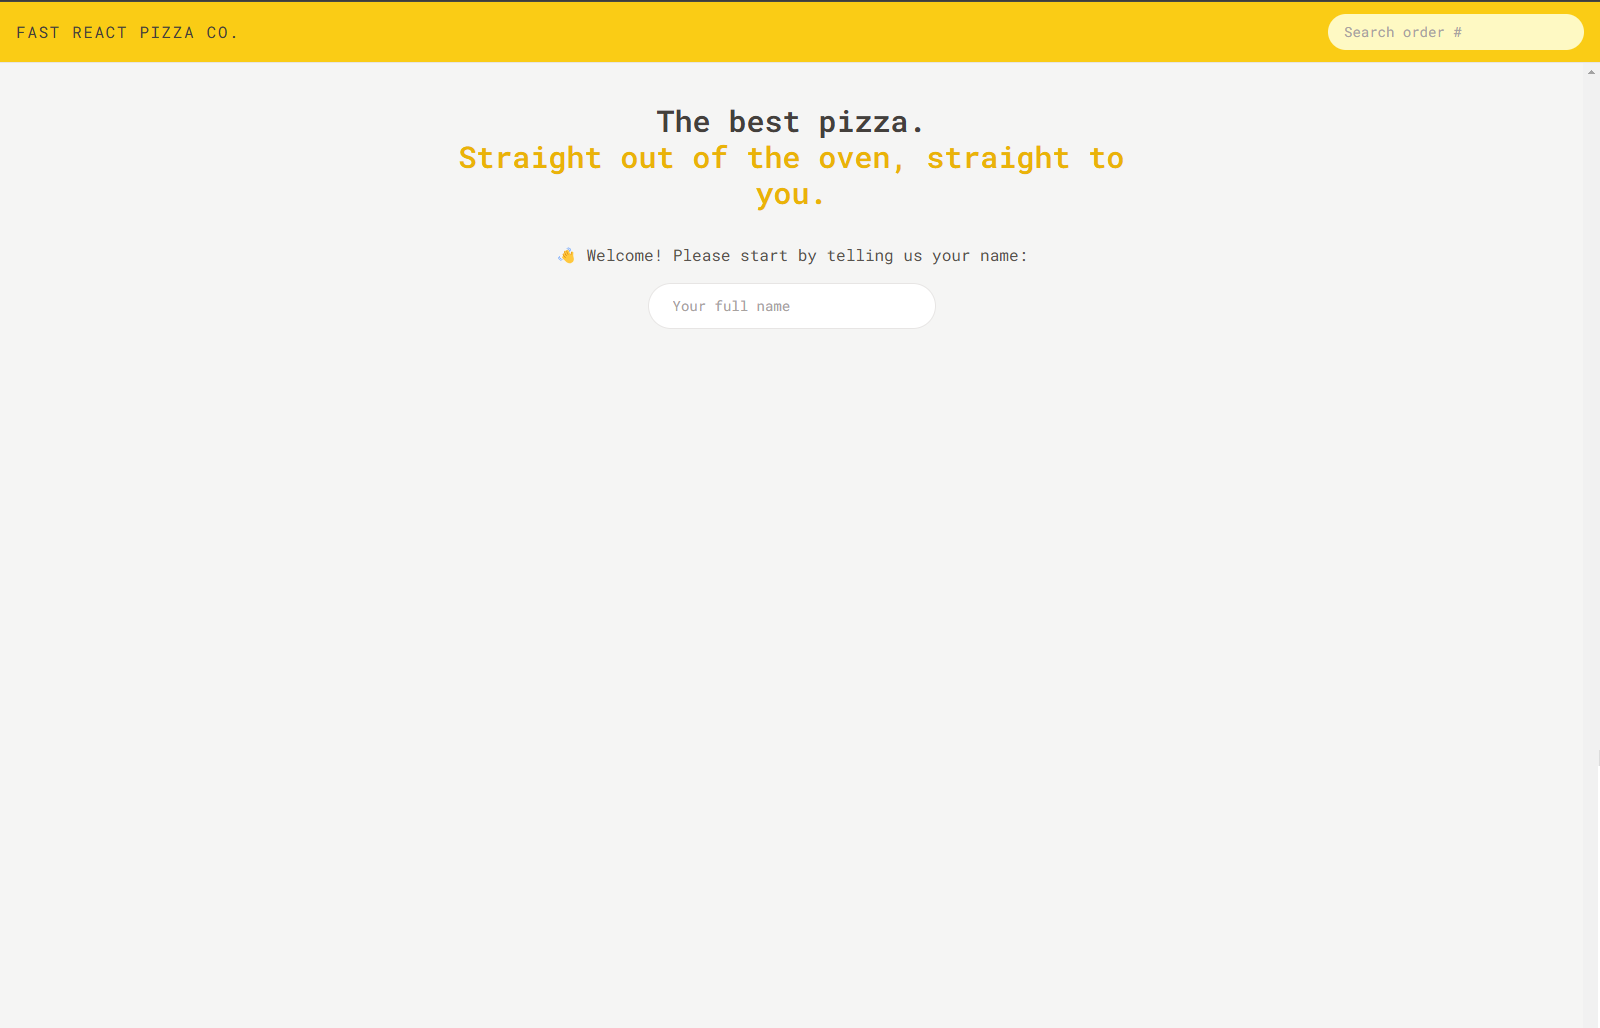 FAST REACT PIZZA CO.
Search order #
The best pizza.
Straight out of the oven, straight to
you.
👋 Welcome! Please start by telling us your name:
Your full name